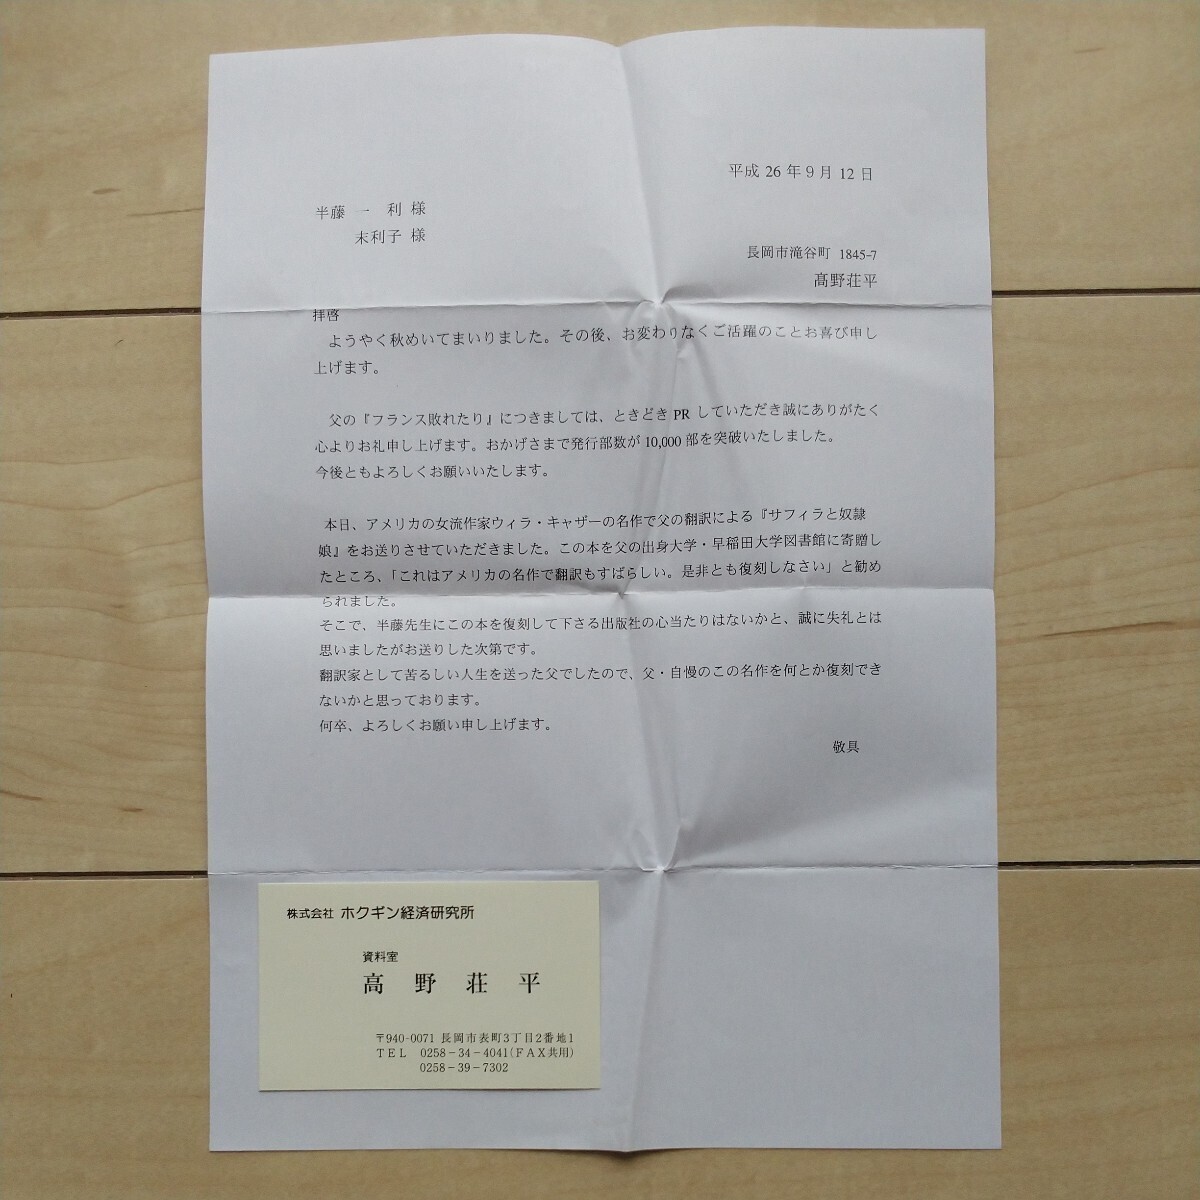 平成 26 年 9 月 12 日
半藤 一 利 様
末利子 様
長岡市滝谷町 1845-7
髙野荘平
拝啓
ようやく秋めいてまいりました。その後、お変わりなくご活躍のことお喜び申し
上げます。
父の『フランス敗れたり』につきましては、ときどき PR していただき誠にありがたく
心よりお礼申し上げます。おかげさまで発行部数が 10,000 部を突破いたしました。
今後ともよろしくお願いいたします。
本日、アメリカの女流作家ウィラ・キャザーの名作で父の翻訳による『サフィラと奴隷
娘』をお送りさせていただきました。この本を父の出身大学・早稲田大学図書館に寄贈し
たところ、「これはアメリカの名作で翻訳もすばらしい。是非とも復刻しなさい」と勧め
られました。
そこで、半藤先生にこの本を復刻して下さる出版社の心当たりはないかと、誠に失礼とは
思いましたがお送りした次第です。
翻訳家として苦るしい人生を送った父でしたので、父・自慢のこの名作を何とか復刻でき
ないかと思っております。
何卒、よろしくお願い申し上げます。
敬具
株式会社 ホクギン経済研究所
資料室
高 野 荘 平
〒940-0071 長岡市表町3丁目2番地1
ＴＥＬ 0258－34－4041(ＦＡＸ共用)
0258－39－7302